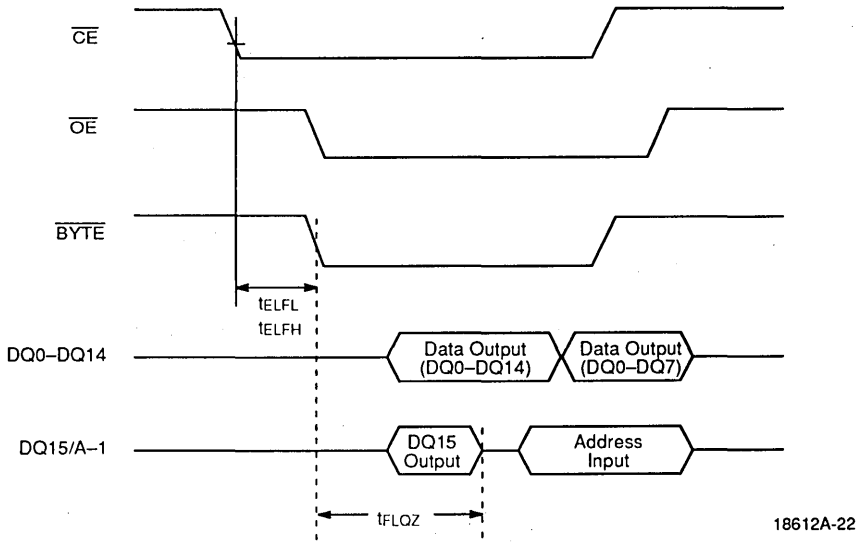 CE
OE
BYTE
tELFL
tELFH
DQ0–DQ14
Data Output
(DQ0–DQ14)
Data Output
(DQ0–DQ7)
DQ15/A–1
DQ15
Output
Address
Input
tFLQZ
18612A-22